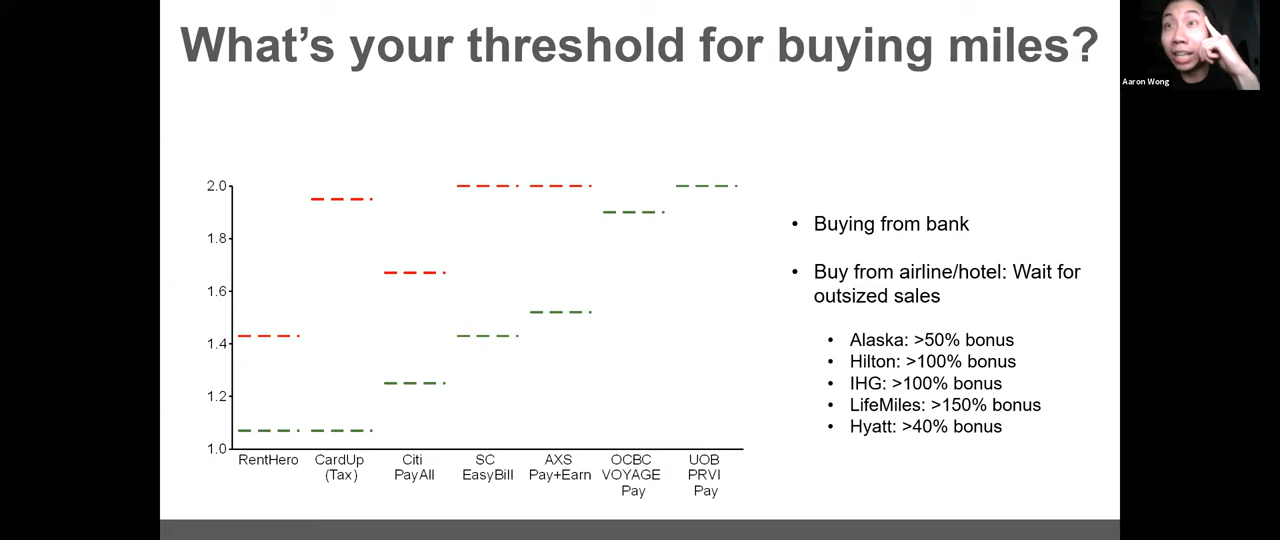 What's your threshold for buying miles?
Aaron Wong
2.0
1.8
1.6
1.4
1.2
1.0
RentHero
CardUp
(Tax)
Citi
PayAll
SC
EasyBill
AXS
Pay+Earn
OCBC
VOYAGE
Pay
UOB
PRVI
Pay
• Buying from bank
• Buy from airline/hotel: Wait for
outsized sales
• Alaska: >50% bonus
• Hilton: >100% bonus
• IHG: >100% bonus
• LifeMiles: >150% bonus
• Hyatt: >40% bonus